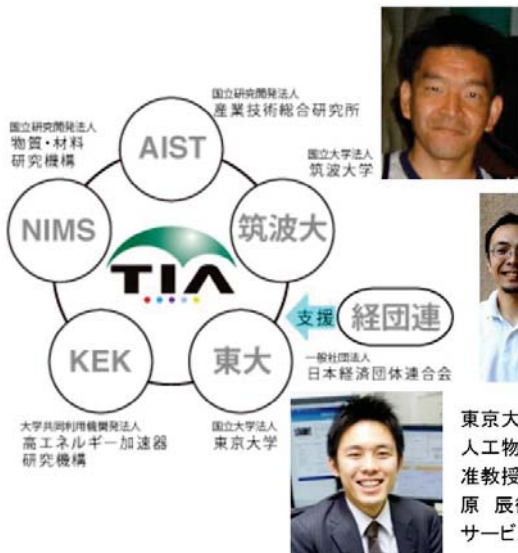 国立研究開発法人
産業技術総合研究所
国立研究開発法人
物質・材料
研究機構
AIST
国立大学法人
筑波大学
NIMS
筑波大
TIA
支援
経団連
KEK
東大
一般社団法人
日本経済団体連合会
大学共同利用機関法人
高エネルギー加速器
研究機構
国立大学法人
東京大学
東京大
人工物
准教授
原 辰
サービ